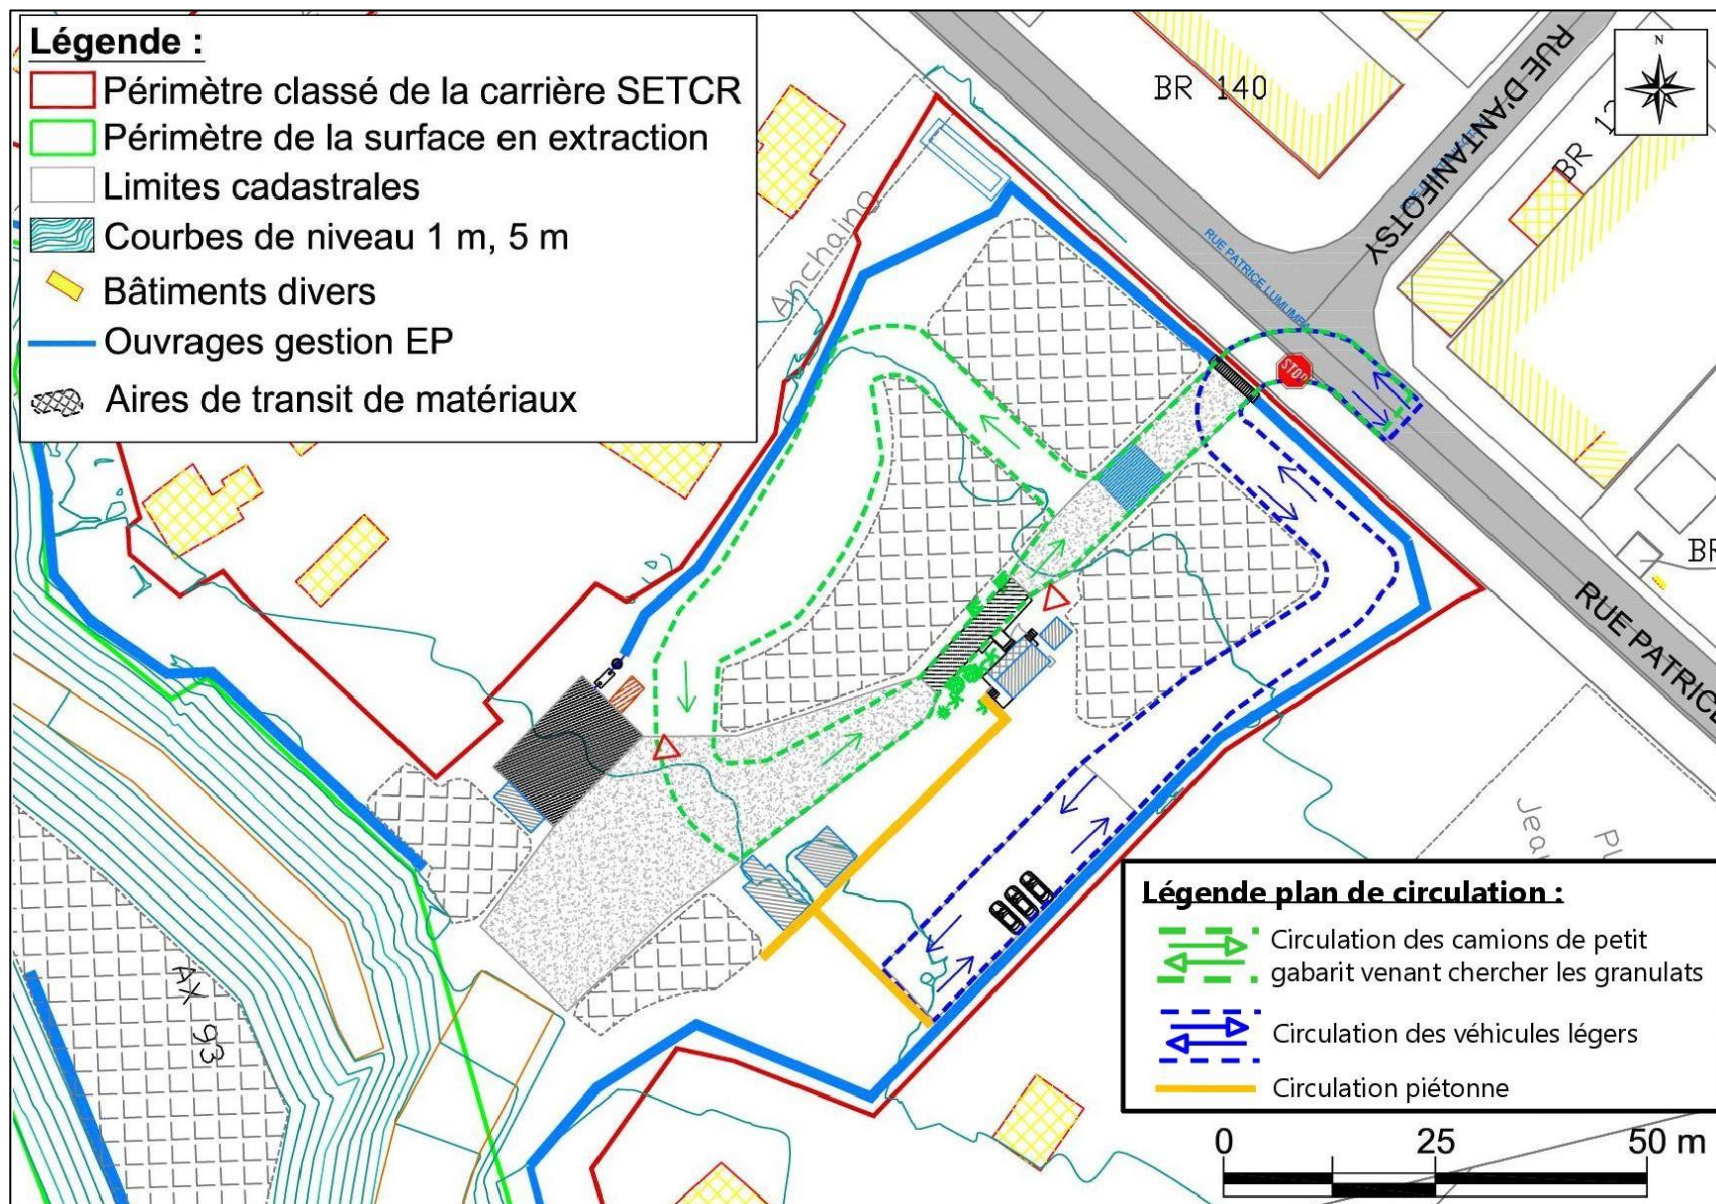 Légende :
Périmètre classé de la carrière SETCR
Périmètre de la surface en extraction
Limites cadastrales
Courbes de niveau 1 m, 5 m
Bâtiments divers
Ouvrages gestion EP
Aires de transit de matériaux
N
BR 140
RUE D'ANTANIFOTSY
BR
Anchaing
RUE PATRICE LUMUMBA
STOP
BR
RUE PATRICE
AX 93
Légende plan de circulation :
Circulation des camions de petit
gabarit venant chercher les granulats
Circulation des véhicules légers
Circulation piétonne
0 25 50 m